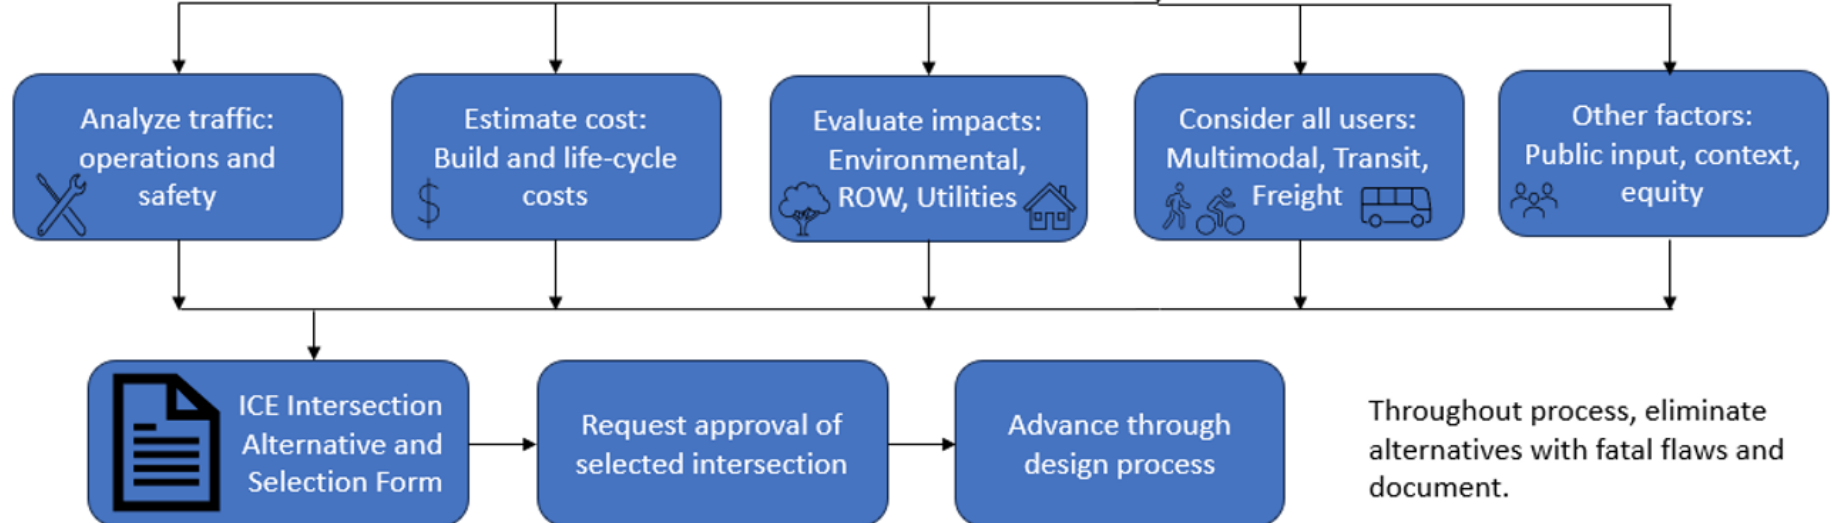 Analyze traffic:
operations and
safety
Estimate cost:
Build and life-cycle
costs
$
Evaluate impacts:
Environmental,
ROW, Utilities
Consider all users:
Multimodal, Transit,
Freight
Other factors:
Public input, context,
equity
ICE Intersection
Alternative and
Selection Form
Request approval of
selected intersection
Advance through
design process
Throughout process, eliminate
alternatives with fatal flaws and
document.